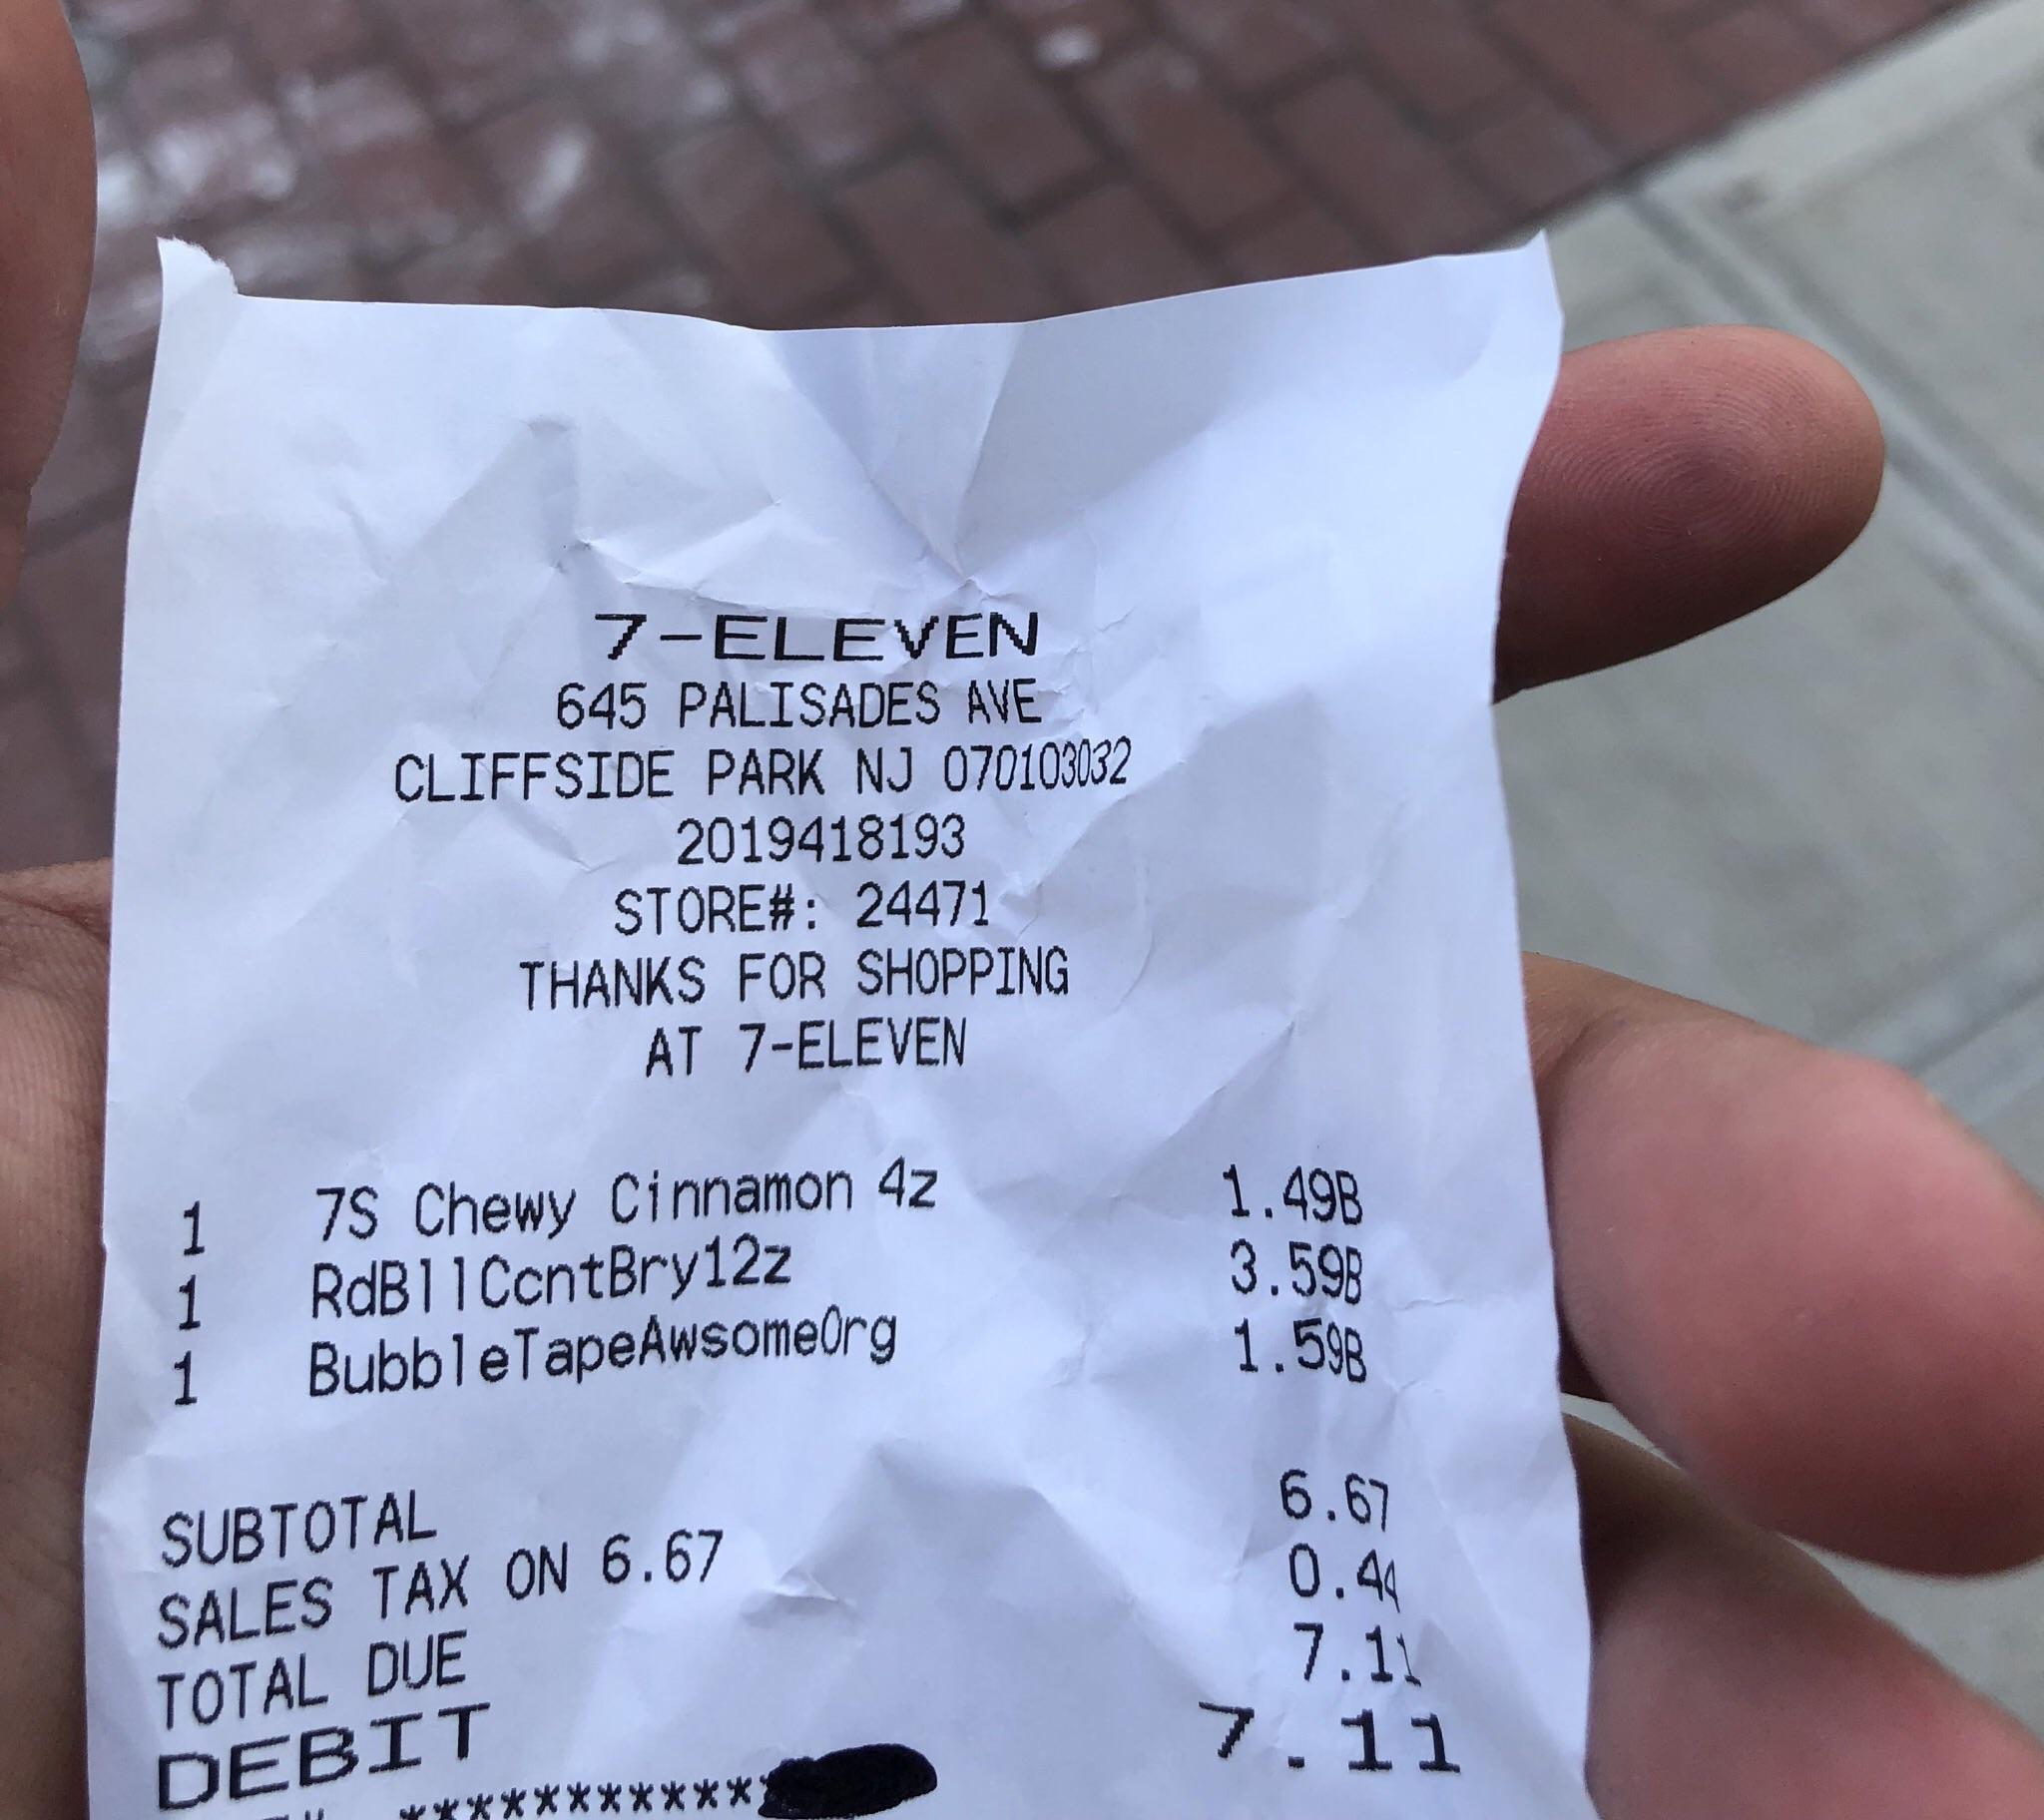 7-ELEVEN
645 PALISADES AVE
CLIFFSIDE PARK NJ 070103032
2019418193
STORE#: 24471
THANKS FOR SHOPPING
AT 7-ELEVEN
1 7S Chewy Cinnamon 4z 1.49B
1 RdBllCcntBry12z 3.59B
1 BubbleTapeAwsomeOrg 1.59B
SUBTOTAL 6.67
SALES TAX ON 6.67 0.44
TOTAL DUE 7.11
DEBIT 7.11
***********